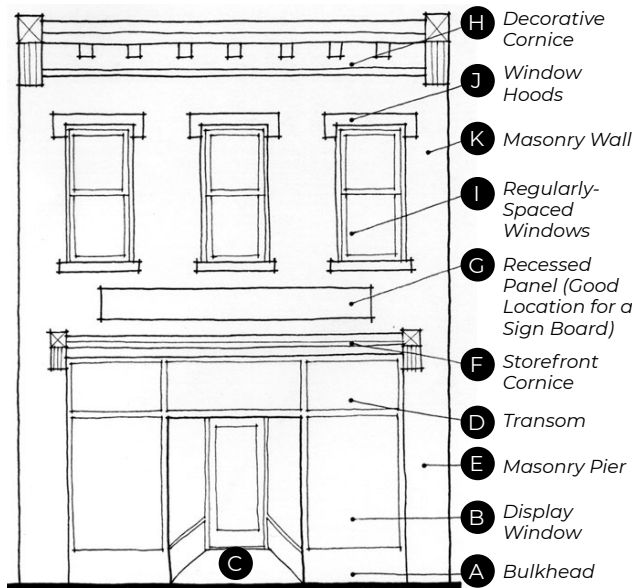 H Decorative
Cornice
J Window
Hoods
K Masonry Wall
I Regularly-
Spaced
Windows
G Recessed
Panel (Good
Location for a
Sign Board)
F Storefront
Cornice
D Transom
E Masonry Pier
B Display
Window
C
A Bulkhead